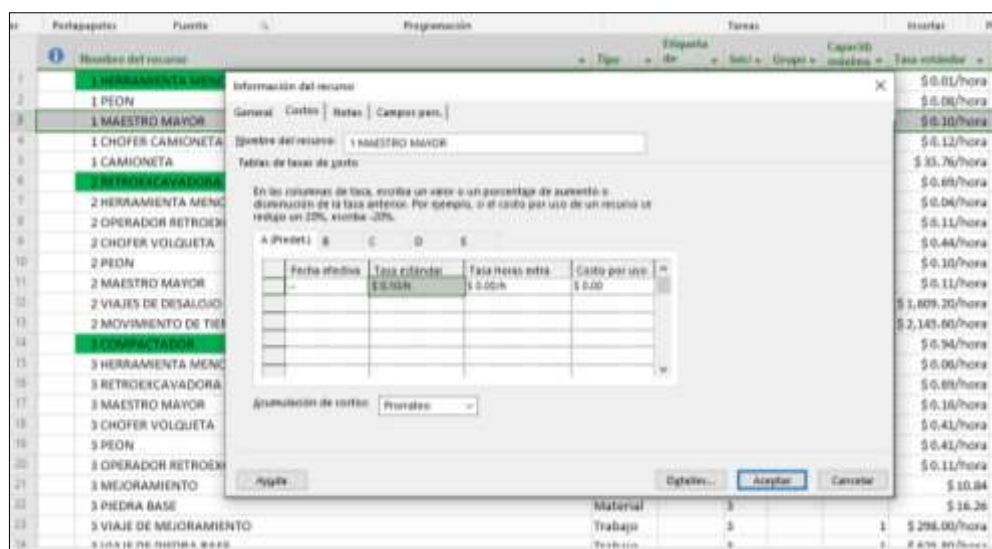 Portapapeles Fuente Programación Tareas Insertar
Nombre del recurso Tipo Etiqueta de Grupo Capacidad máxima Tasa estándar
1 HERRAMIENTA MENO $ 0.01/hora
1 PEON $ 0.08/hora
1 MAESTRO MAYOR $ 0.10/hora
1 CHOFER CAMIONETA $ 0.12/hora
1 CAMIONETA $ 35.76/hora
2 RETROEXCAVADORA $ 0.69/hora
2 HERRAMIENTA MENO $ 0.04/hora
2 OPERADOR RETROEX $ 0.11/hora
2 CHOFER VOLQUETA $ 0.44/hora
2 PEON $ 0.10/hora
2 MAESTRO MAYOR $ 0.11/hora
2 VIAJES DE DESALOJO $ 1,609.20/hora
2 MOVIMIENTO DE TIER $ 2,145.60/hora
3 COMPACTADOR $ 0.94/hora
3 HERRAMIENTA MENO $ 0.06/hora
3 RETROEXCAVADORA $ 0.69/hora
3 MAESTRO MAYOR $ 0.16/hora
3 CHOFER VOLQUETA $ 0.41/hora
3 PEON $ 0.41/hora
3 OPERADOR RETROEX $ 0.11/hora
3 MEJORAMIENTO $ 10.84
3 PIEDRA BASE Material 3 $ 16.26
3 VIAJE DE MEJORAMIENTO Trabajo 3 1 $ 298.00/hora
Información del recurso
General Costos Notas Campos pers.
Nombre del recurso: 1 MAESTRO MAYOR
Tablas de tasas de costo
En las columnas de tasa, escriba un valor o un porcentaje de aumento o
disminución de la tasa anterior. Por ejemplo, si el costo por uso de un recurso se
redujo un 20%, escriba -20%.
A (Predet.) B C D E
Fecha efectiva Tasa estándar Tasa horas extra Costo por uso
-- $ 0.10/h $ 0.00/h $ 0.00
Acumulación de costos: Prorrateo
Ayuda Detalles... Aceptar Cancelar